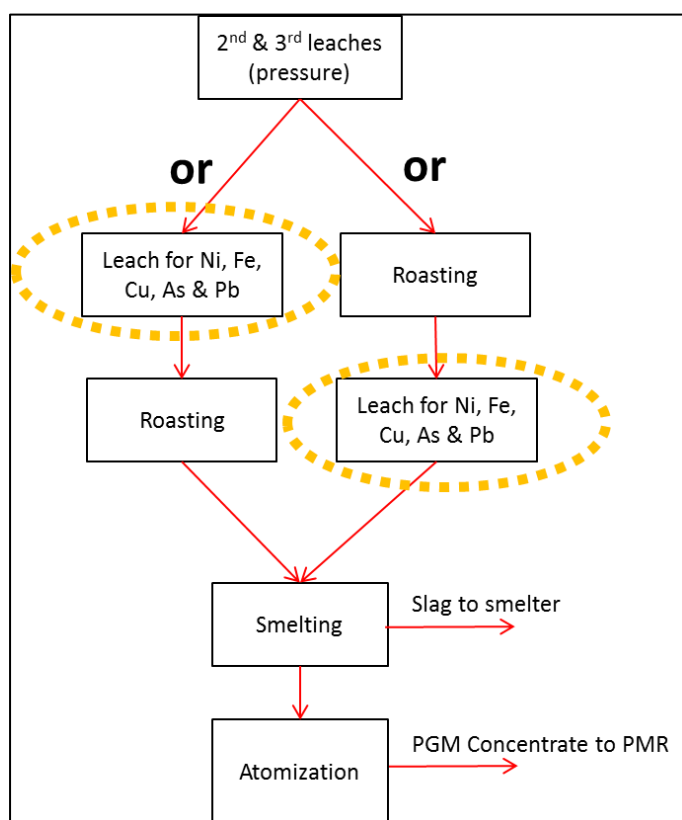 2nd & 3rd leaches
(pressure)
or
or
Leach for Ni, Fe,
Cu, As & Pb
Roasting
Roasting
Leach for Ni, Fe,
Cu, As & Pb
Smelting
Slag to smelter
Atomization
PGM Concentrate to PMR